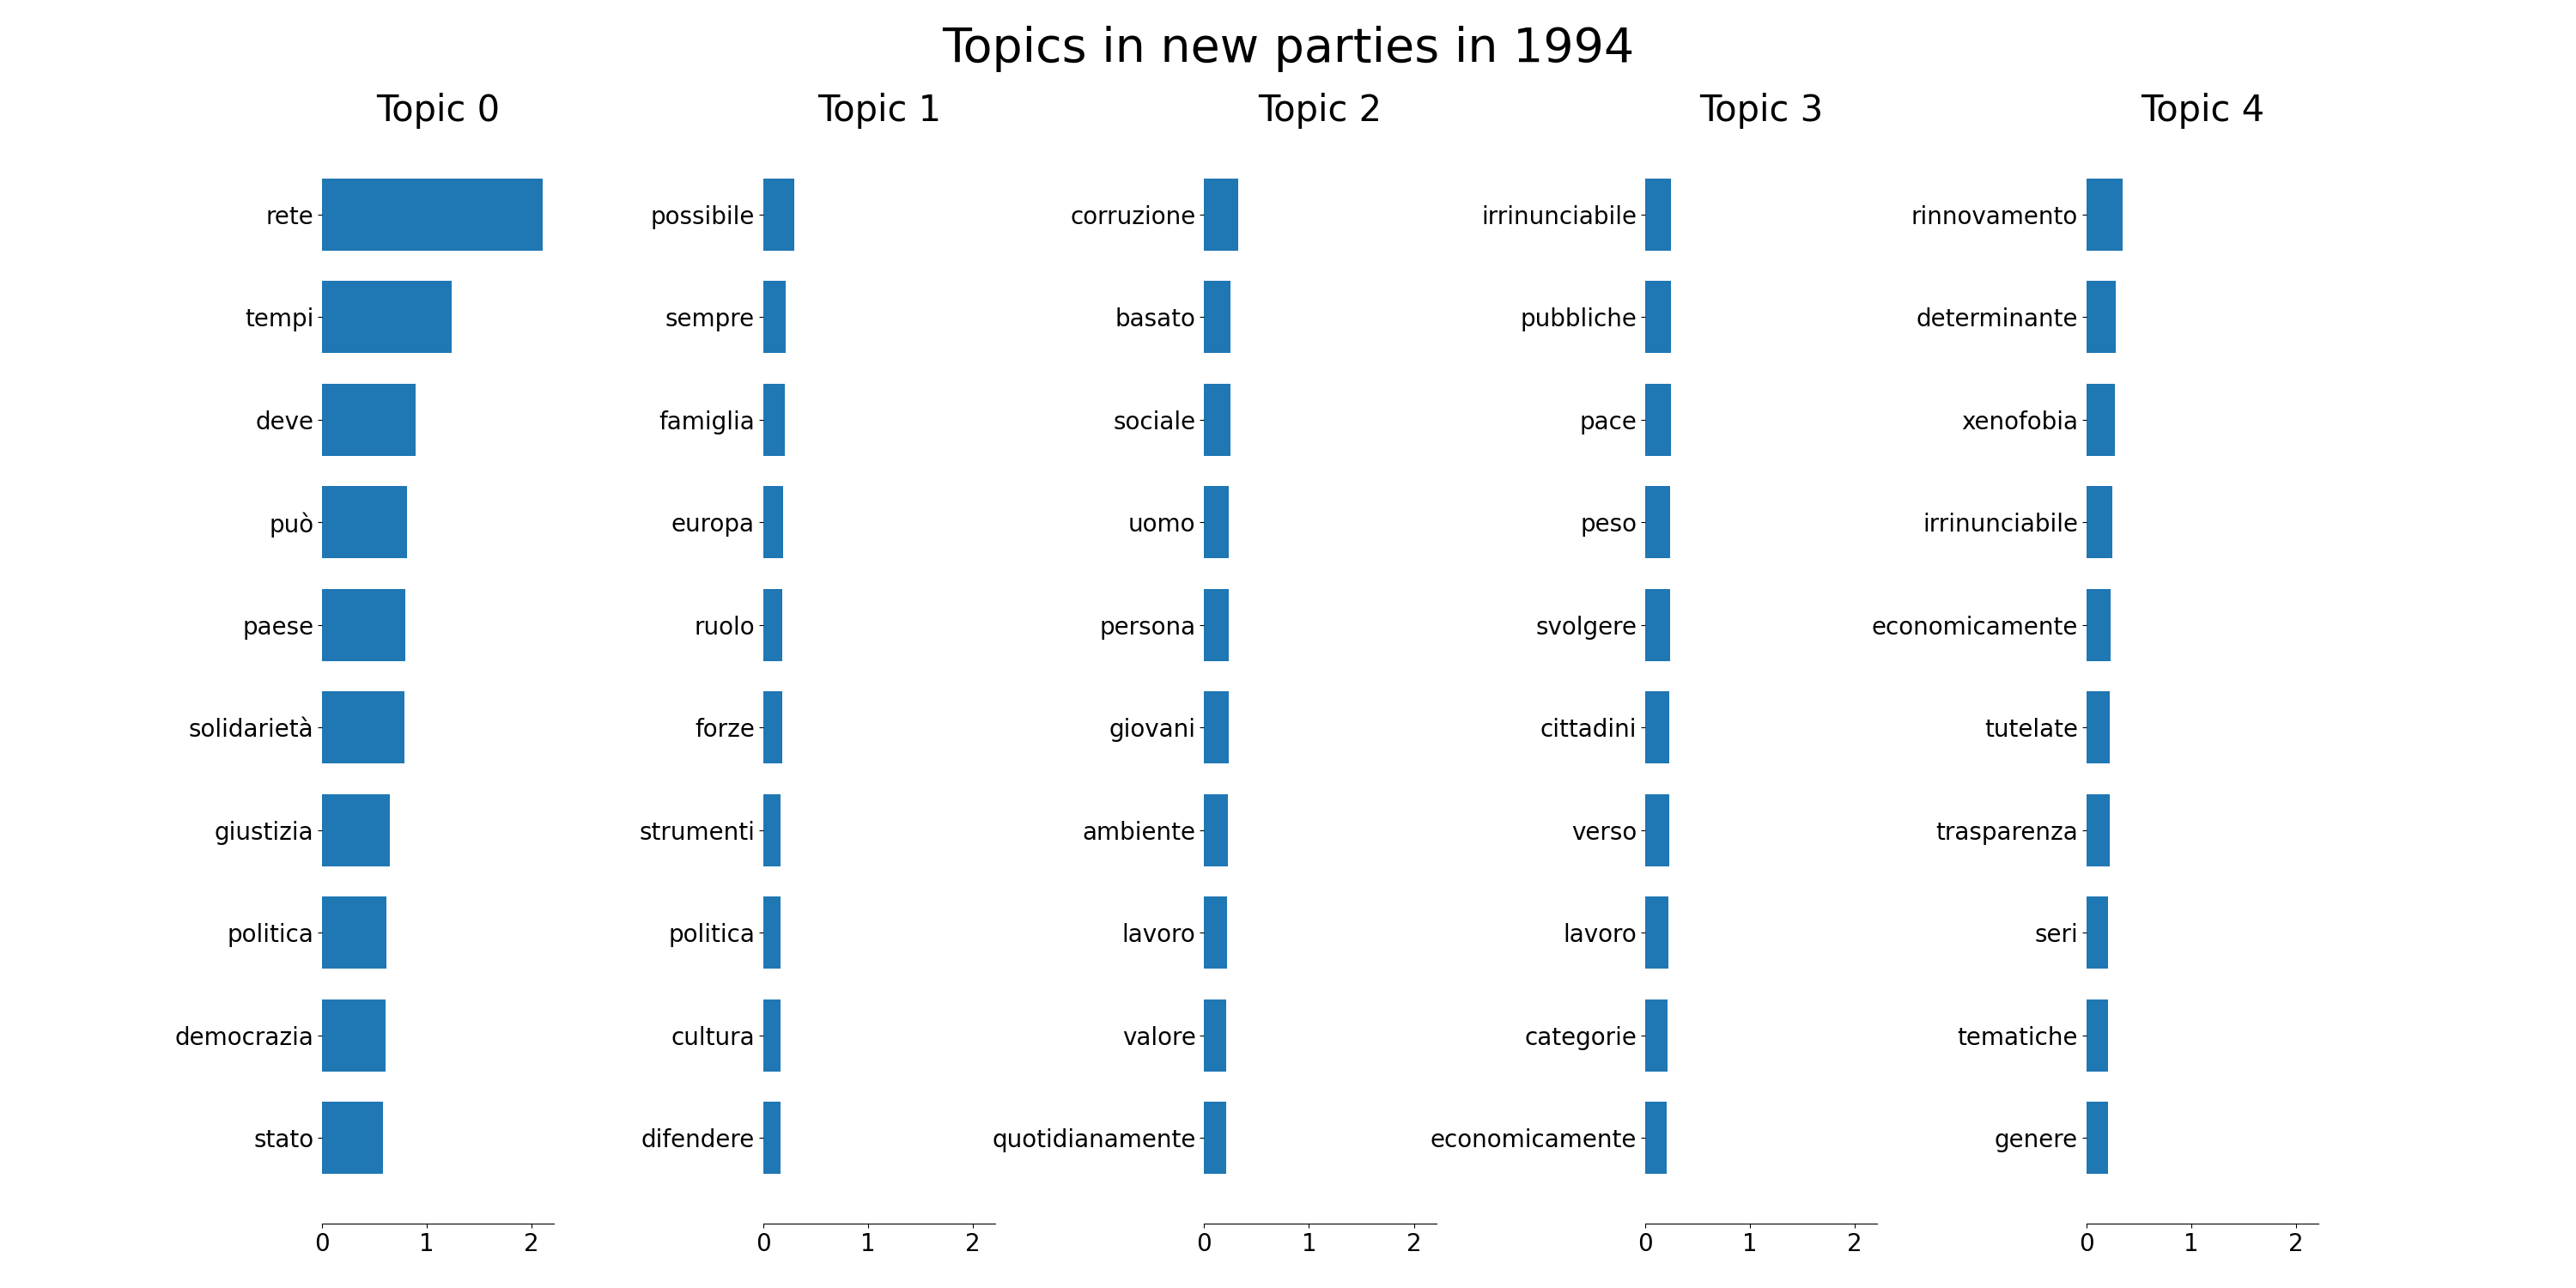 Topics in new parties in 1994
Topic 0
rete
tempi
deve
può
paese
solidarietà
giustizia
politica
democrazia
stato
0 1 2
Topic 1
possibile
sempre
famiglia
europa
ruolo
forze
strumenti
politica
cultura
difendere
0 1 2
Topic 2
corruzione
basato
sociale
uomo
persona
giovani
ambiente
lavoro
valore
quotidianamente
0 1 2
Topic 3
irrinunciabile
pubbliche
pace
peso
svolgere
cittadini
verso
lavoro
categorie
economicamente
0 1 2
Topic 4
rinnovamento
determinante
xenofobia
irrinunciabile
economicamente
tutelate
trasparenza
seri
tematiche
genere
0 1 2